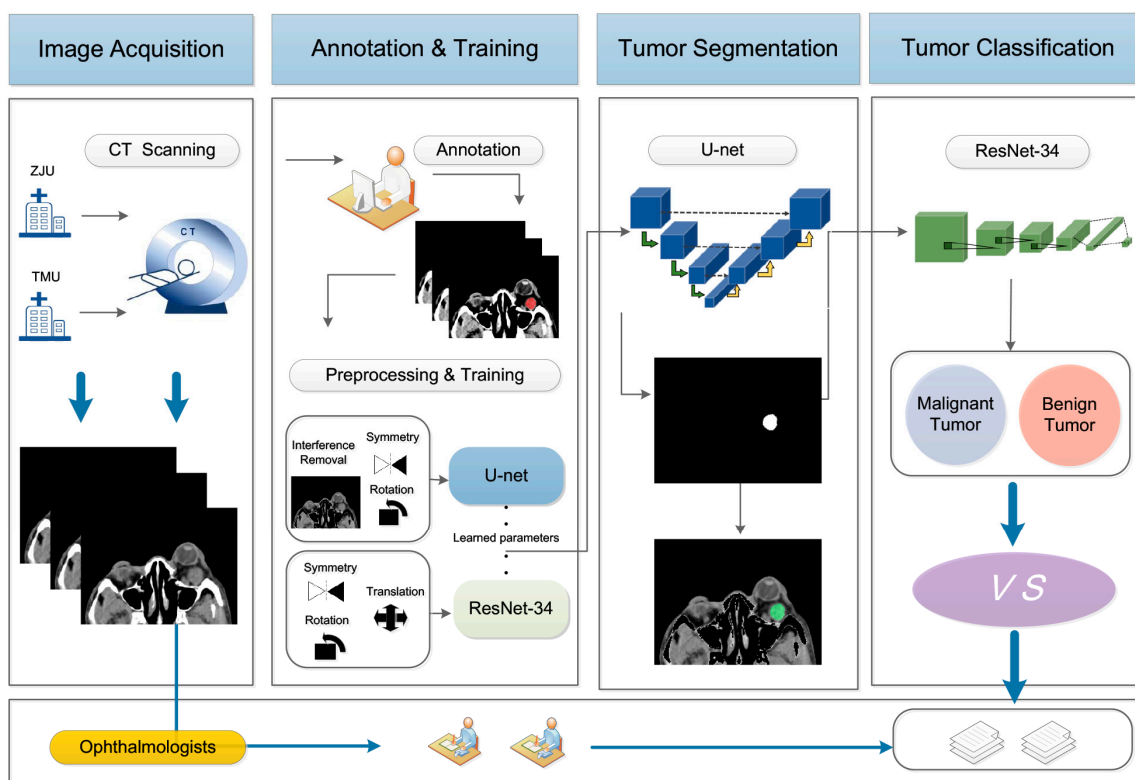 Image Acquisition
Annotation & Training
Tumor Segmentation
Tumor Classification
CT Scanning
ZJU
CT
TMU
Annotation
Preprocessing & Training
Interference
Removal
Symmetry
Rotation
U-net
Learned parameters
Symmetry
Translation
Rotation
ResNet-34
U-net
ResNet-34
Malignant
Tumor
Benign
Tumor
VS
Ophthalmologists